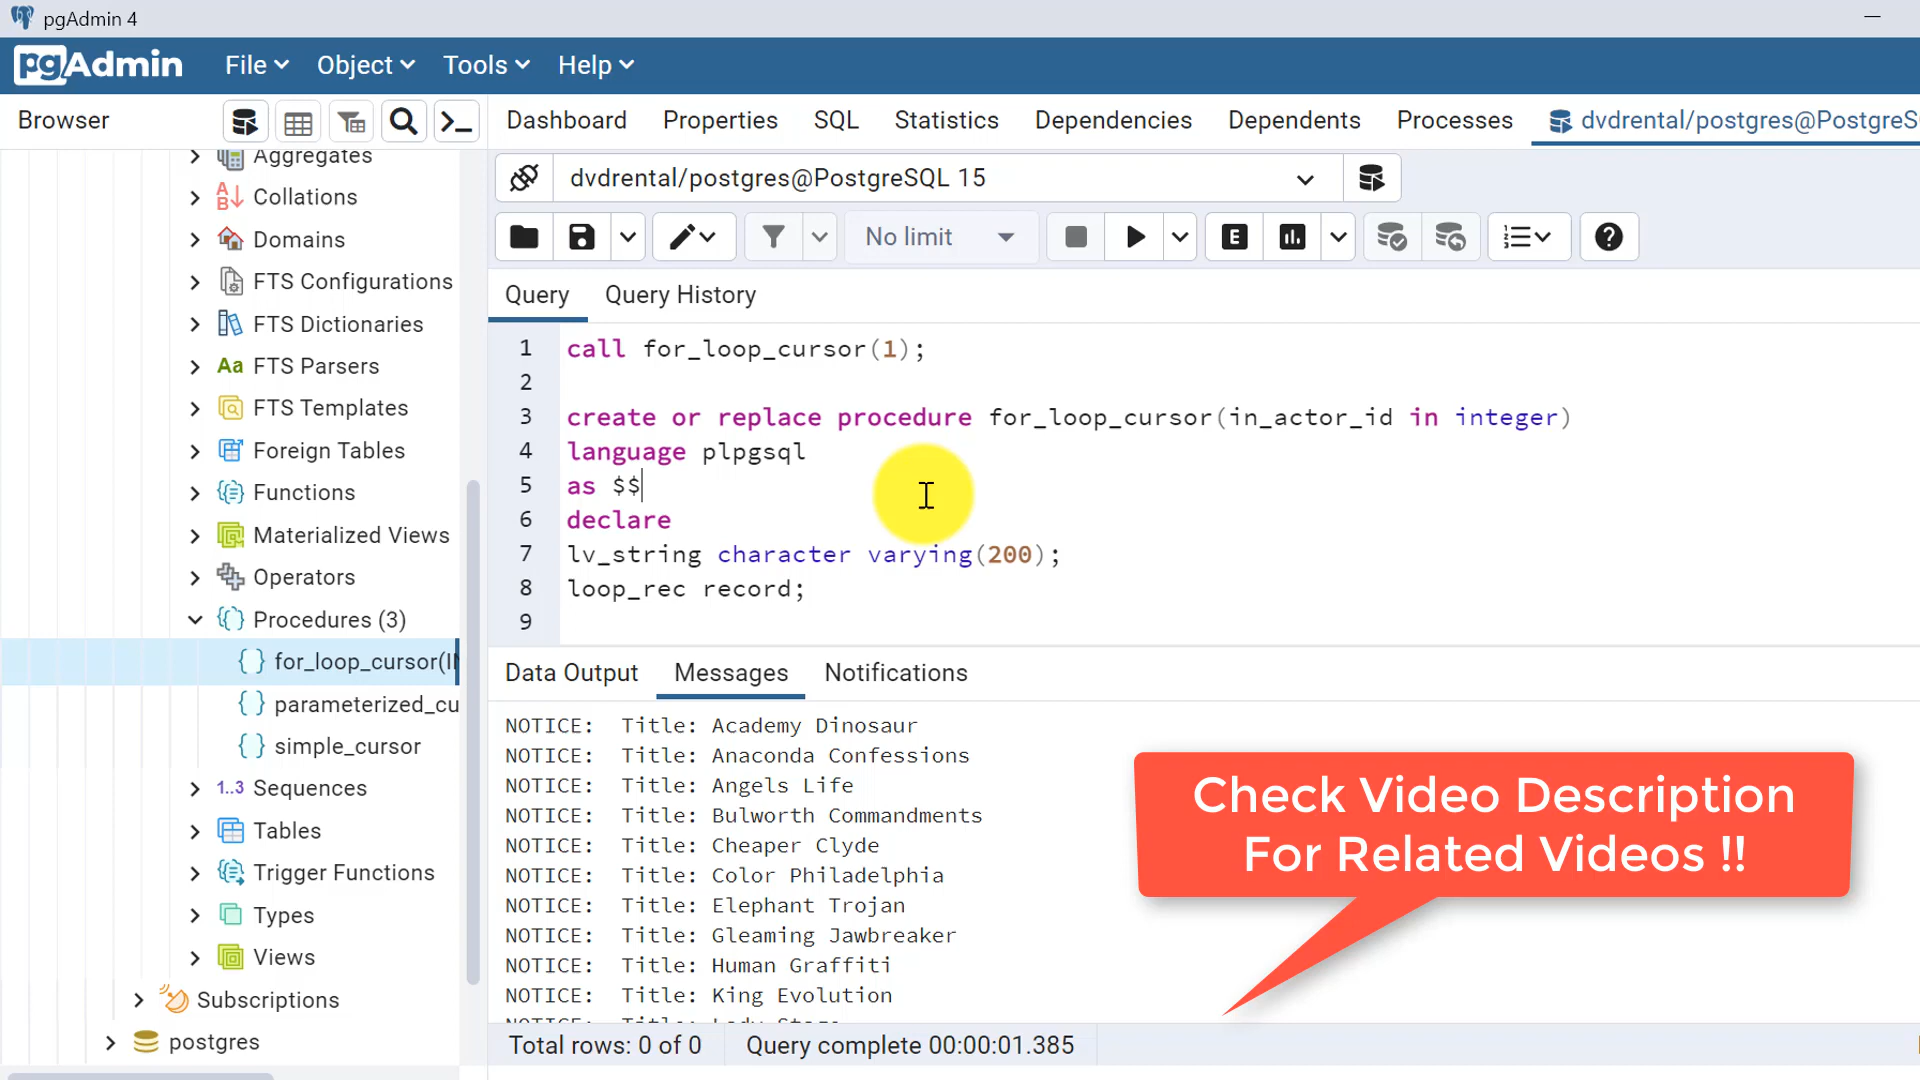 pgAdmin 4
pgAdmin File Object Tools Help
Browser Dashboard Properties SQL Statistics Dependencies Dependents Processes dvdrental/postgres@PostgreS
Aggregates
Collations
Domains
FTS Configurations
FTS Dictionaries
Aa FTS Parsers
FTS Templates
Foreign Tables
Functions
Materialized Views
Operators
Procedures (3)
for_loop_cursor(I
parameterized_cu
simple_cursor
1..3 Sequences
Tables
Trigger Functions
Types
Views
Subscriptions
postgres
dvdrental/postgres@PostgreSQL 15
No limit
E
Query Query History
1 call for_loop_cursor(1);
2
3 create or replace procedure for_loop_cursor(in_actor_id in integer)
4 language plpgsql
5 as $$
6 declare
7 lv_string character varying(200);
8 loop_rec record;
9
Data Output Messages Notifications
NOTICE: Title: Academy Dinosaur
NOTICE: Title: Anaconda Confessions
NOTICE: Title: Angels Life
NOTICE: Title: Bulworth Commandments
NOTICE: Title: Cheaper Clyde
NOTICE: Title: Color Philadelphia
NOTICE: Title: Elephant Trojan
NOTICE: Title: Gleaming Jawbreaker
NOTICE: Title: Human Graffiti
NOTICE: Title: King Evolution
Check Video Description
For Related Videos !!
Total rows: 0 of 0 Query complete 00:00:01.385